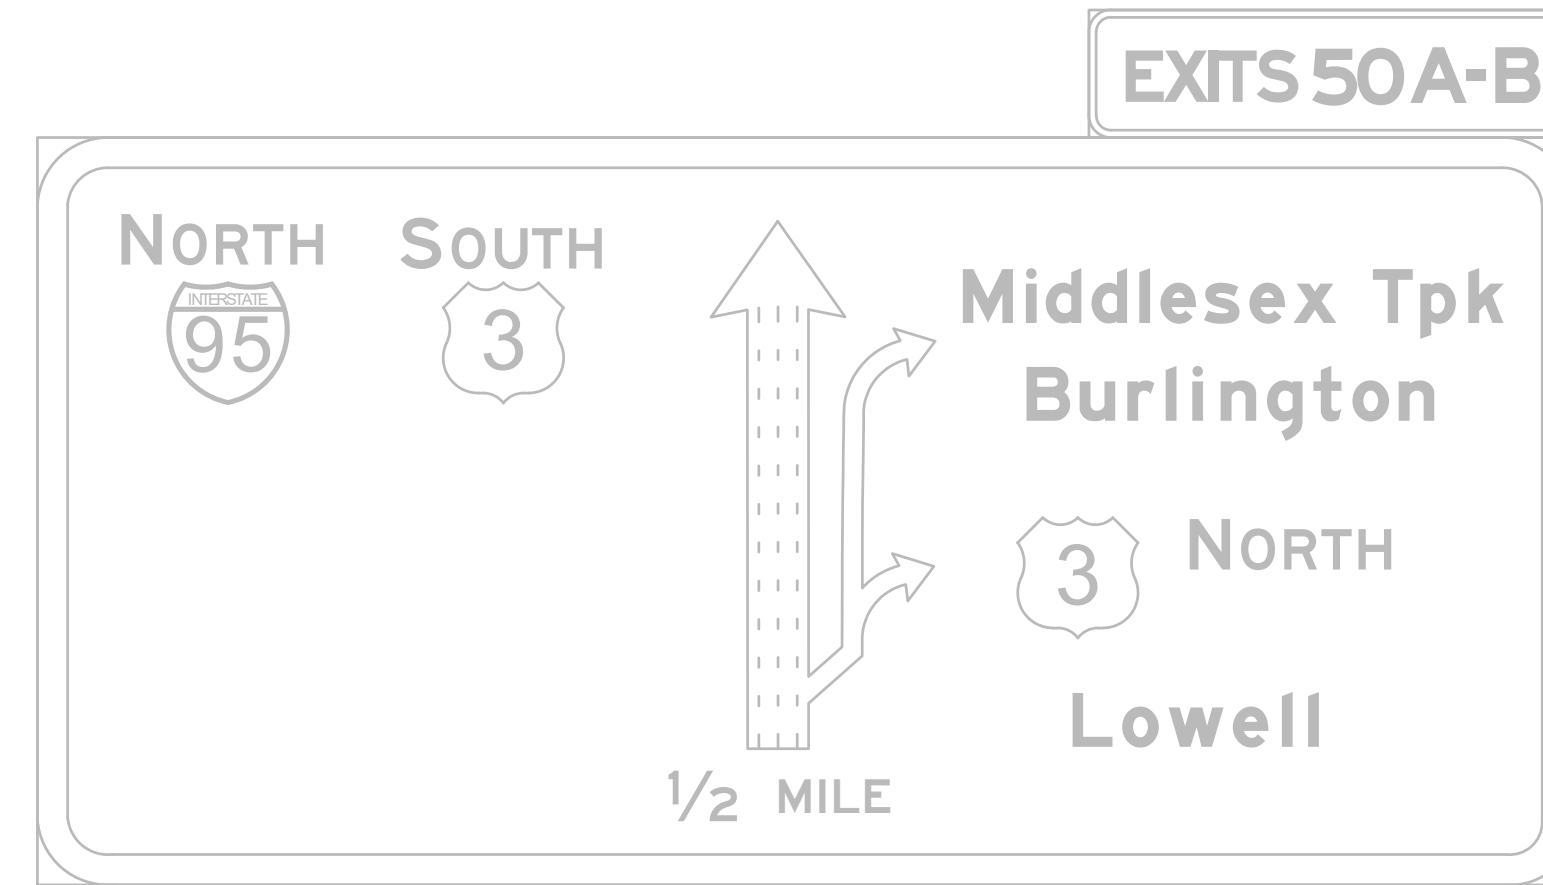 EXITS 50 A-B
NORTH SOUTH
INTERSTATE
95 3
Middlesex Tpk
Burlington
3 NORTH
Lowell
1/2 MILE